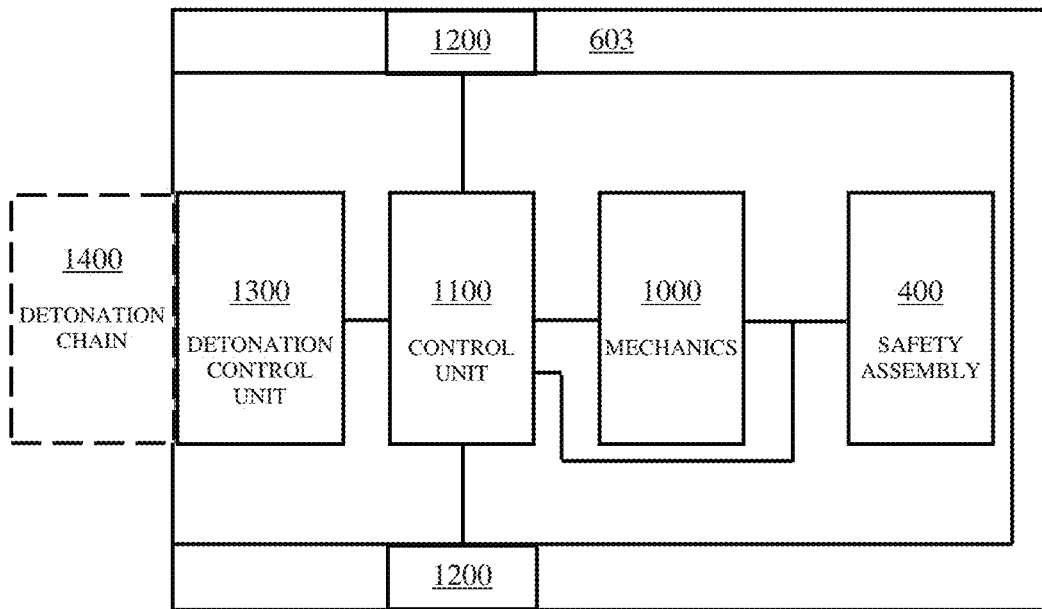 1200
603
1400
DETONATION
CHAIN
1300
DETONATION
CONTROL
UNIT
1100
CONTROL
UNIT
1000
MECHANICS
400
SAFETY
ASSEMBLY
1200